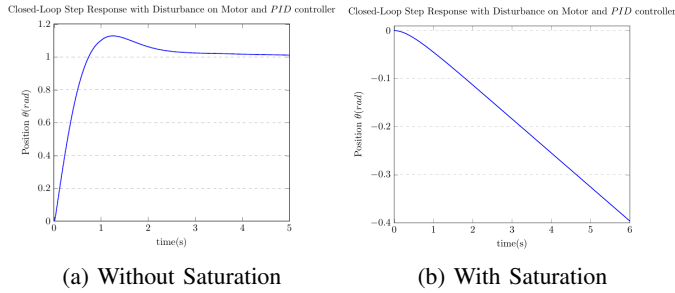 Closed-Loop Step Response with Disturbance on Motor and PID controller
1.2
1
0.8
0.6
0.4
0.2
0
Position θ(rad)
0 1 2 3 4 5
time(s)
(a) Without Saturation
Closed-Loop Step Response with Disturbance on Motor and PID controller
0
−0.1
−0.2
−0.3
−0.4
Position θ(rad)
0 1 2 3 4 5 6
time(s)
(b) With Saturation